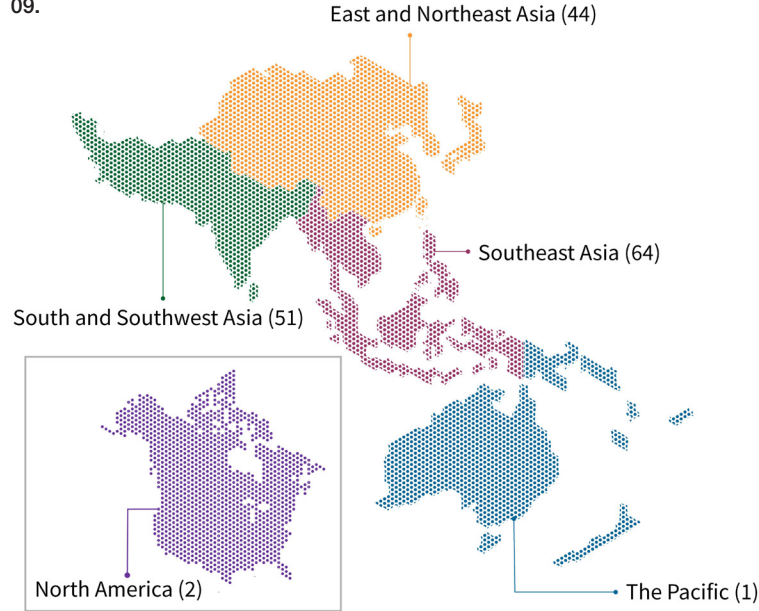 09.
East and Northeast Asia (44)
Southeast Asia (64)
South and Southwest Asia (51)
North America (2)
The Pacific (1)